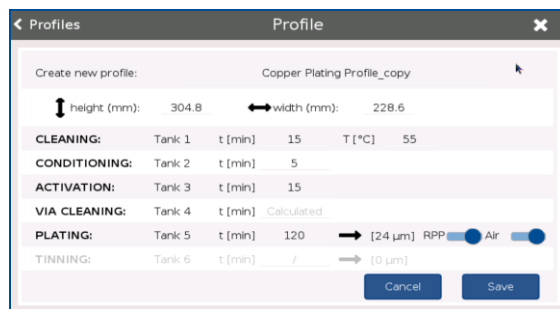 Profiles Profile
Create new profile: Copper Plating Profile_copy
height (mm): 304.8 width (mm): 228.6
CLEANING: Tank 1 t [min] 15 T [°C] 55
CONDITIONING: Tank 2 t [min] 5
ACTIVATION: Tank 3 t [min] 15
VIA CLEANING: Tank 4 t [min] Calculated
PLATING: Tank 5 t [min] 120 [24 µm] RPP Air
TINNING: Tank 6 t [min] / [0 µm]
Cancel Save